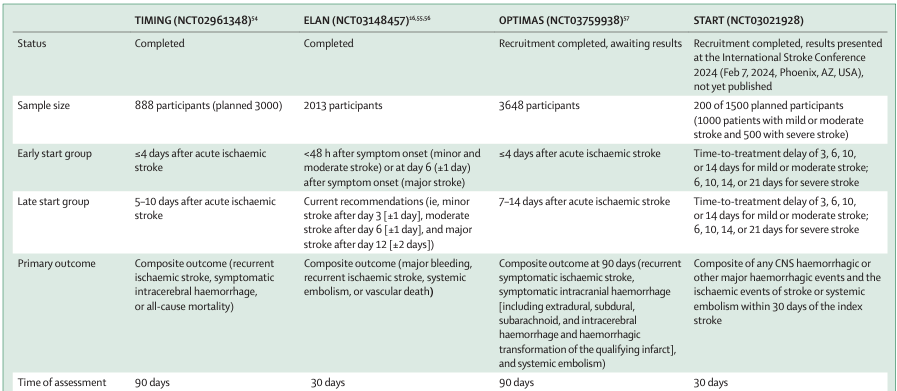 TIMING (NCT02961348)⁵⁴ ELAN (NCT03148457)¹⁶,⁵⁵,⁵⁶ OPTIMAS (NCT03759938)⁵⁷ START (NCT03021928)
Status
Completed
Completed
Recruitment completed, awaiting results
Recruitment completed, results presented
at the International Stroke Conference
2024 (Feb 7, 2024, Phoenix, AZ, USA),
not yet published
Sample size
888 participants (planned 3000)
2013 participants
3648 participants
200 of 1500 planned participants
(1000 patients with mild or moderate
stroke and 500 with severe stroke)
Early start group
≤4 days after acute ischaemic
stroke
<48 h after symptom onset (minor and
moderate stroke) or at day 6 (±1 day)
after symptom onset (major stroke)
≤4 days after acute ischaemic stroke
Time-to-treatment delay of 3, 6, 10,
or 14 days for mild or moderate stroke;
6, 10, 14, or 21 days for severe stroke
Late start group
5–10 days after acute ischaemic
stroke
Current recommendations (ie, minor
stroke after day 3 [±1 day], moderate
stroke after day 6 [±1 day], and major
stroke after day 12 [±2 days])
7–14 days after acute ischaemic stroke
Time-to-treatment delay of 3, 6, 10,
or 14 days for mild or moderate stroke;
6, 10, 14, or 21 days for severe stroke
Primary outcome
Composite outcome (recurrent
ischaemic stroke, symptomatic
intracerebral haemorrhage,
or all-cause mortality)
Composite outcome (major bleeding,
recurrent ischaemic stroke, systemic
embolism, or vascular death)
Composite outcome at 90 days (recurrent
symptomatic ischaemic stroke,
symptomatic intracranial haemorrhage
[including extradural, subdural,
subarachnoid, and intracerebral
haemorrhage and haemorrhagic
transformation of the qualifying infarct],
and systemic embolism)
Composite of any CNS haemorrhagic or
other major haemorrhagic events and the
ischaemic events of stroke or systemic
embolism within 30 days of the index
stroke
Time of assessment
90 days
30 days
90 days
30 days